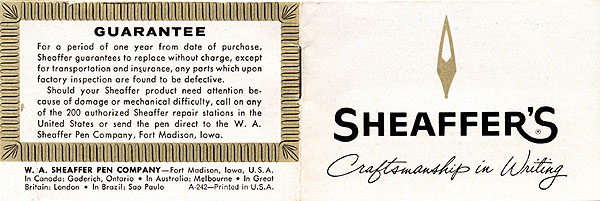 GUARANTEE
For a period of one year from date of purchase,
Sheaffer guarantees to replace without charge, except
for transportation and insurance, any parts which upon
factory inspection are found to be defective.
Should your Sheaffer product need attention be-
cause of damage or mechanical difficulty, call on any
of the 200 authorized Sheaffer repair stations in the
United States or send the pen direct to the W. A.
Sheaffer Pen Company, Fort Madison, Iowa.
W. A. SHEAFFER PEN COMPANY—Fort Madison, Iowa, U.S.A.
In Canada: Goderich, Ontario • In Australia: Melbourne • In Great
Britain: London • In Brazil: Sao Paulo A-242—Printed in U.S.A.
SHEAFFER'S®
Craftsmanship in Writing